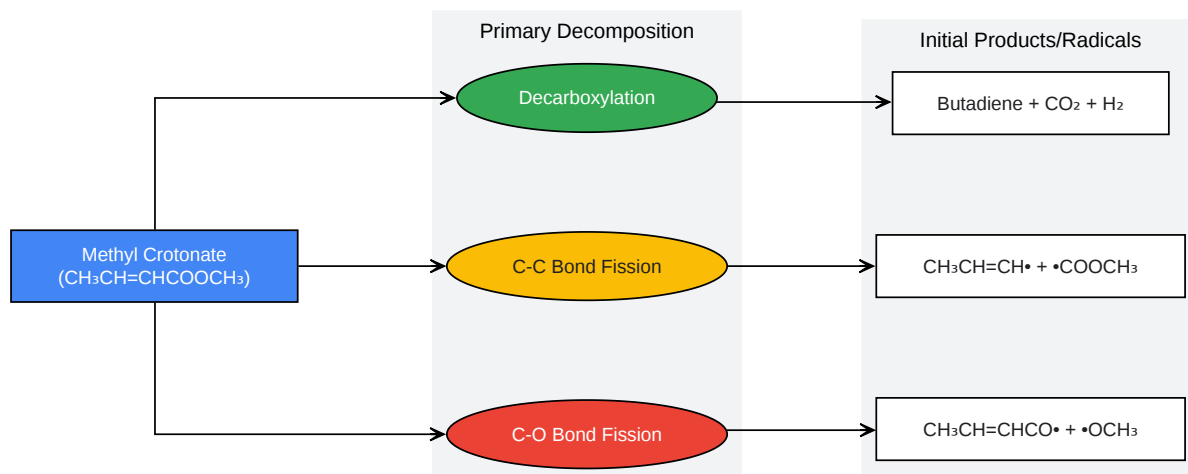 Primary Decomposition
Initial Products/Radicals
Decarboxylation
Butadiene + CO₂ + H₂
Methyl Crotonate
(CH₃CH=CHCOOCH₃)
C-C Bond Fission
CH₃CH=CH• + •COOCH₃
C-O Bond Fission
CH₃CH=CHCO• + •OCH₃